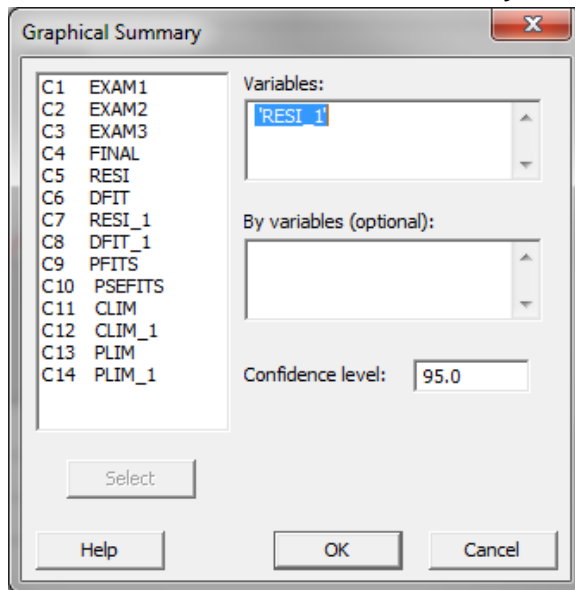 Graphical Summary
C1 EXAM1
C2 EXAM2
C3 EXAM3
C4 FINAL
C5 RESI
C6 DFIT
C7 RESI_1
C8 DFIT_1
C9 PFITS
C10 PSEFITS
C11 CLIM
C12 CLIM_1
C13 PLIM
C14 PLIM_1
Variables:
'RESI_1'
By variables (optional):
Confidence level: 95.0
Select
Help OK Cancel